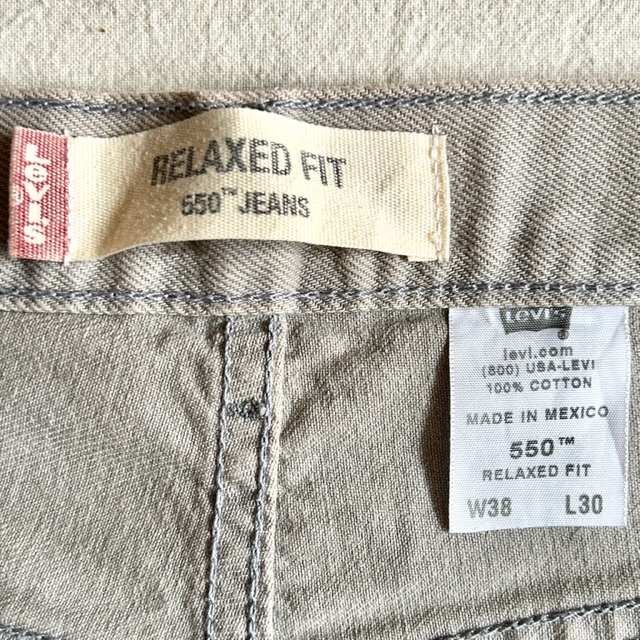 LEVI'S
RELAXED FIT
550™ JEANS
Levi's
®
levi.com
(800) USA-LEVI
100% COTTON
MADE IN MEXICO
550™
RELAXED FIT
W38 L30